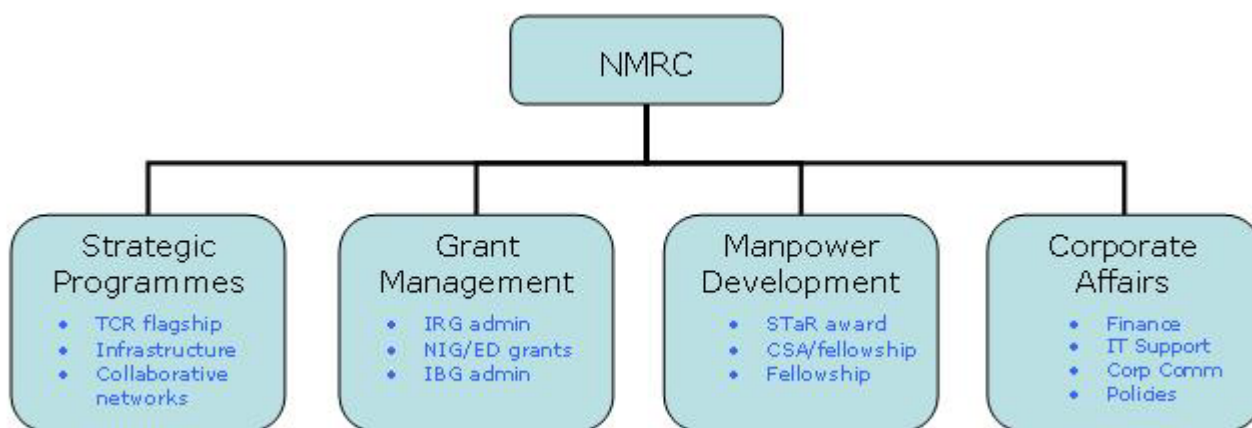 NMRC
Strategic
Programmes
• TCR flagship
• Infrastructure
• Collaborative
networks
Grant
Management
• IRG admin
• NIG/ED grants
• IBG admin
Manpower
Development
• STaR award
• CSA/fellowship
• Fellowship
Corporate
Affairs
• Finance
• IT Support
• Corp Comm
• Policies